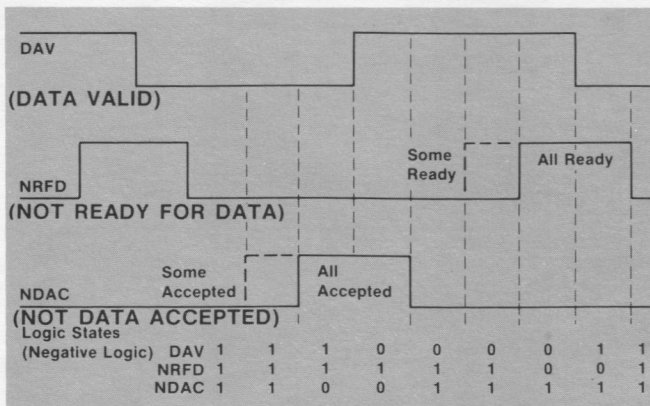 DAV
(DATA VALID)
Some
Ready
All Ready
NRFD
(NOT READY FOR DATA)
Some
Accepted
All
Accepted
NDAC
(NOT DATA ACCEPTED)
Logic States
(Negative Logic) DAV 1 1 1 0 0 0 0 1 1
NRFD 1 1 1 1 1 1 0 0 1
NDAC 1 1 0 0 1 1 1 1 1